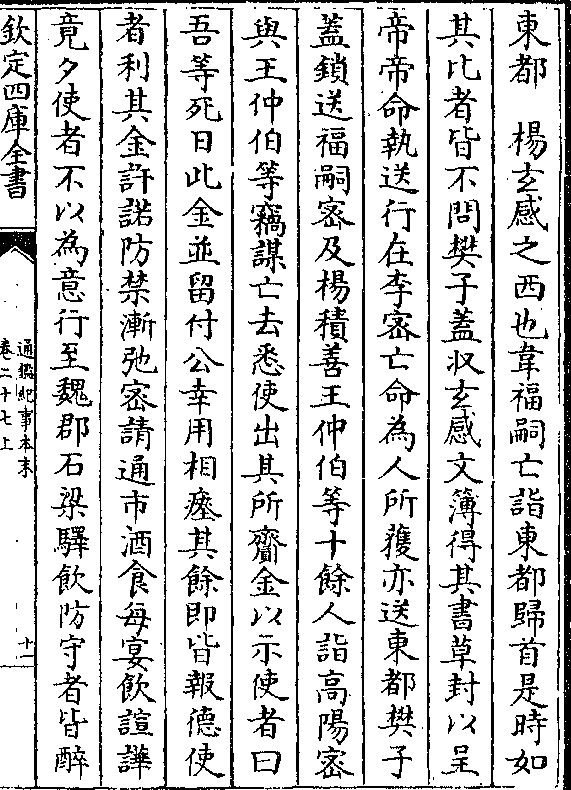 東都　楊玄感之西也韋福嗣亡詣東都歸首是時如
其比者皆不問樊子蓋収玄感文簿得其書草封以呈
帝帝命執送行在李宻亡命為人所獲亦送東都樊子
蓋鎖送福嗣宻及楊積善王仲伯等十餘人詣高陽宻
與王仲伯等竊謀亡去悉使出其所齎金以示使者曰
吾等死日此金並留付公幸用相瘞其餘即皆報德使
者利其金許諾防禁漸弛宻請通市酒食每宴飲諠譁
竟夕使者不以為意行至魏郡石梁驛飲防守者皆醉
欽定四庫全書
通鑑紀事本末
卷二十七上
十一